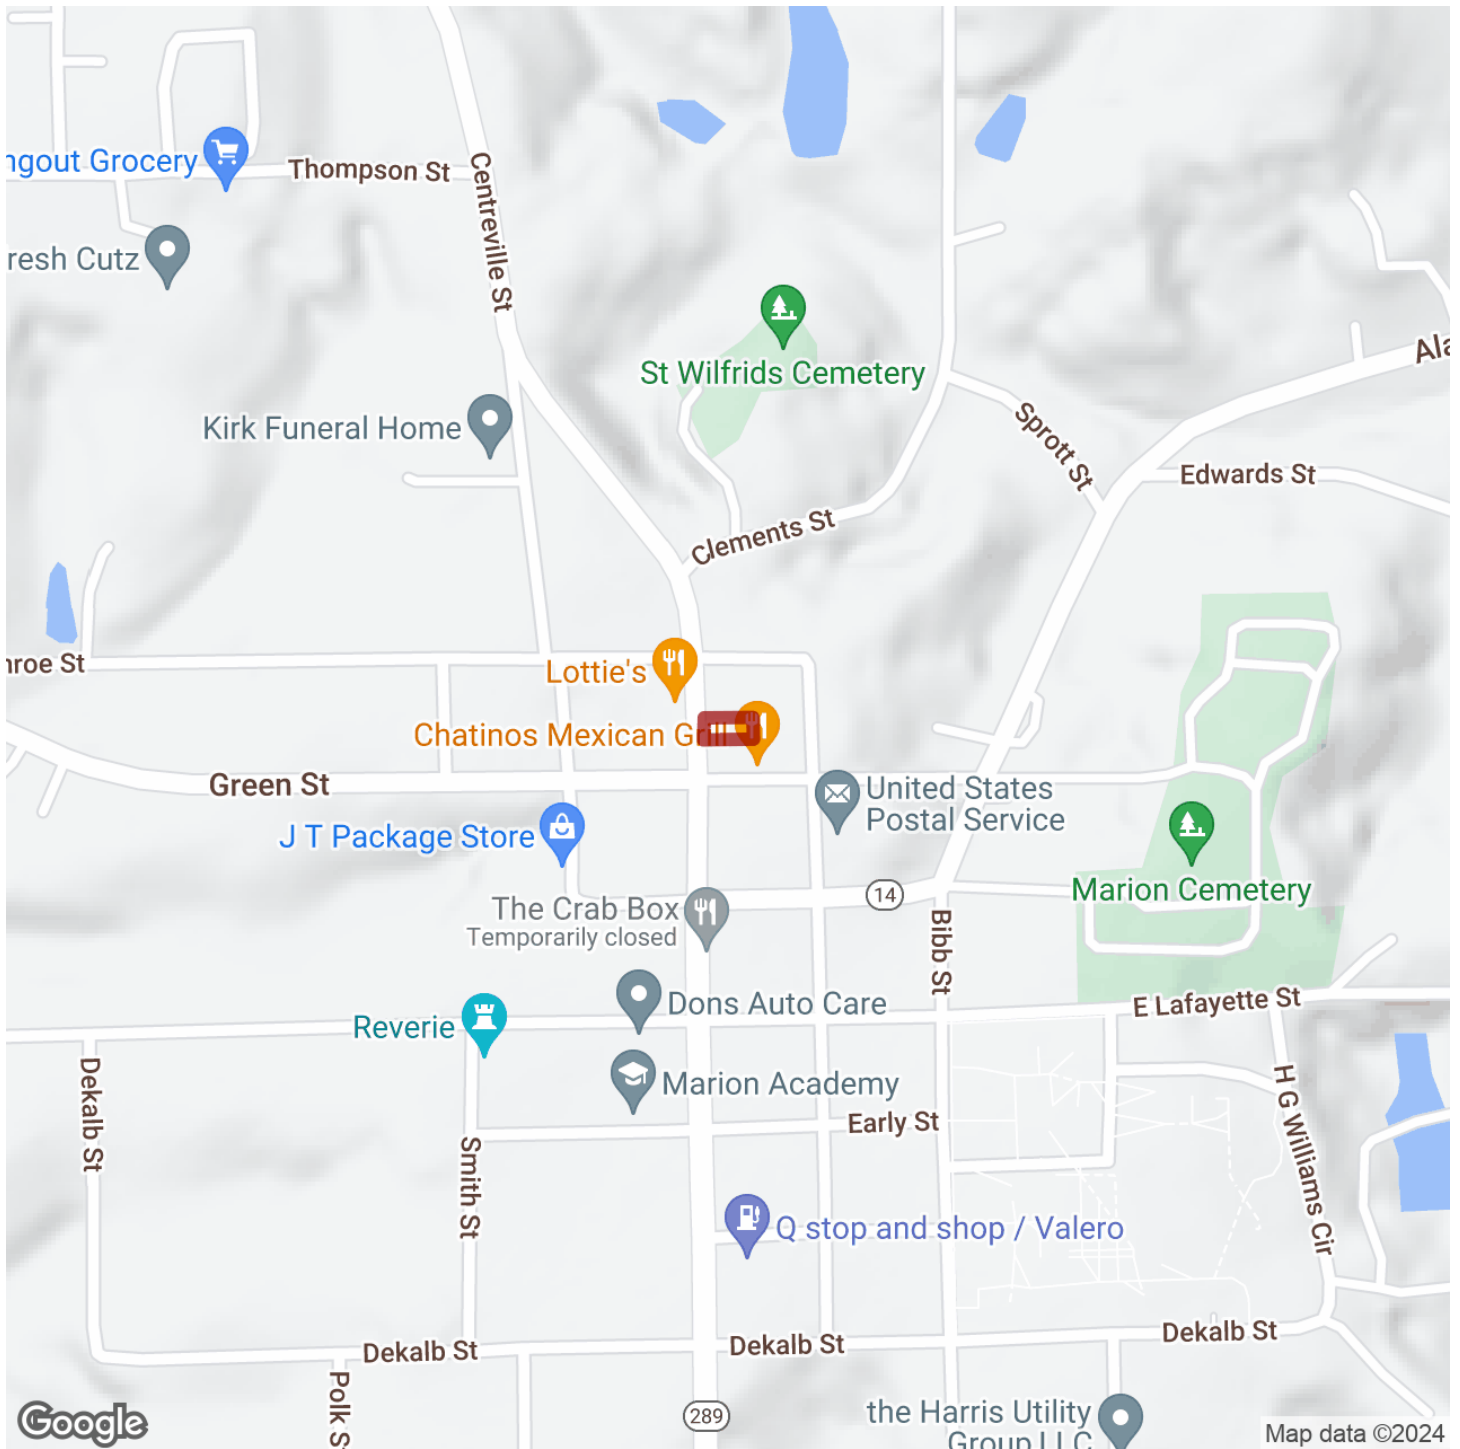 ngout Grocery
Thompson St
Centreville St
resh Cutz
St Wilfrids Cemetery
Ala
Kirk Funeral Home
Sprott St
Edwards St
Clements St
nroe St
Lottie's
Chatinos Mexican Grill
Green St
United States
Postal Service
J T Package Store
14
Marion Cemetery
The Crab Box
Temporarily closed
Bibb St
E Lafayette St
Dons Auto Care
Reverie
Dekalb St
Marion Academy
H G Williams Cir
Early St
Smith St
Q stop and shop / Valero
Dekalb St
Dekalb St
Dekalb St
Polk S
289
the Harris Utility
Group LLC
Google
Map data ©2024